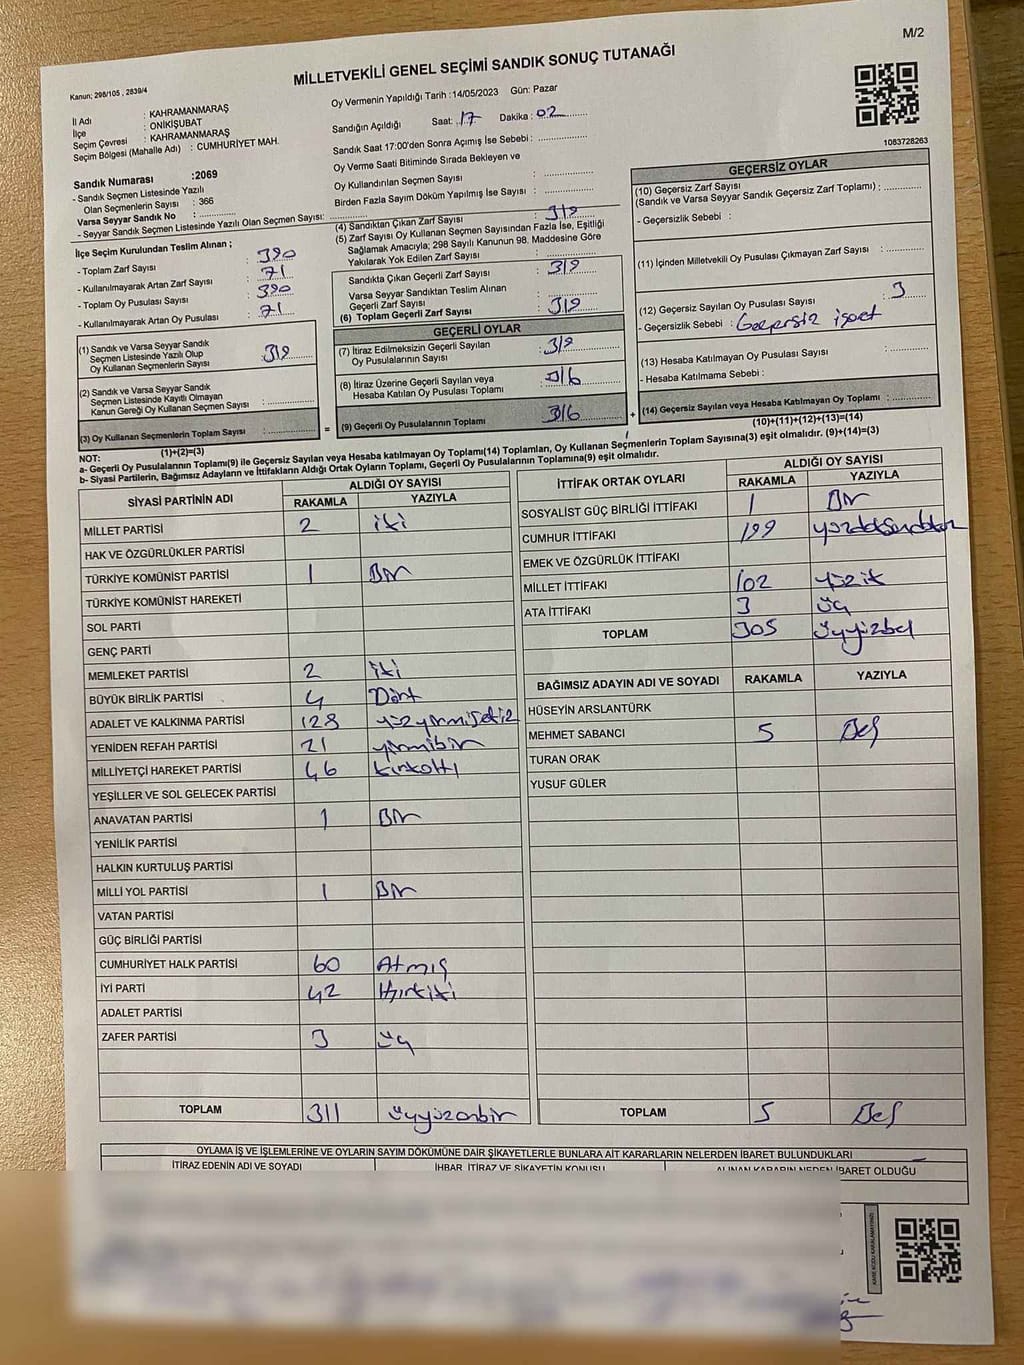 M/2
MİLLETVEKİLİ GENEL SEÇİMİ SANDIK SONUÇ TUTANAĞI
Kanun; 298/105 , 2839/4
Oy Vermenin Yapıldığı Tarih :14/05/2023 Gün: Pazar
İl Adı : KAHRAMANMARAŞ
İlçe : ONİKİŞUBAT
Seçim Çevresi : KAHRAMANMARAŞ
Seçim Bölgesi (Mahalle Adı) : CUMHURİYET MAH.
Sandık Numarası :2069
- Sandık Seçmen Listesinde Yazılı
Olan Seçmenlerin Sayısı : 366
Varsa Seyyar Sandık No : ..............
- Seyyar Sandık Seçmen Listesinde Yazılı Olan Seçmen Sayısı: ..............
İlçe Seçim Kurulundan Teslim Alınan ;
- Toplam Zarf Sayısı : 390
- Kullanılmayarak Artan Zarf Sayısı : 71
- Toplam Oy Pusulası Sayısı : 390
- Kullanılmayarak Artan Oy Pusulası : 71
(1) Sandık ve Varsa Seyyar Sandık
Seçmen Listesinde Yazılı Olup
Oy Kullanan Seçmenlerin Sayısı : 319
(2) Sandık ve Varsa Seyyar Sandık
Seçmen Listesinde Kayıtlı Olmayan
Kanun Gereği Oy Kullanan Seçmen Sayısı : ..............
(3) Oy Kullanan Seçmenlerin Toplam Sayısı : ..............
(1)+(2)=(3)
Sandığın Açıldığı Saat: 17 Dakika : 02
Sandık Saat 17:00'den Sonra Açımış İse Sebebi : ..............
Oy Verme Saati Bitiminde Sırada Bekleyen ve
Oy Kullandırılan Seçmen Sayısı : ..............
Birden Fazla Sayım Döküm Yapılmış İse Sayısı : ..............
(4) Sandıktan Çıkan Zarf Sayısı : 319
(5) Zarf Sayısı Oy Kullanan Seçmen Sayısından Fazla İse, Eşitliği
Sağlamak Amacıyla; 298 Sayılı Kanunun 98. Maddesine Göre
Yakılarak Yok Edilen Zarf Sayısı : ..............
Sandıkta Çıkan Geçerli Zarf Sayısı : 319
Varsa Seyyar Sandıktan Teslim Alınan
Geçerli Zarf Sayısı : ..............
(6) Toplam Geçerli Zarf Sayısı : 319
GEÇERLİ OYLAR
(7) İtiraz Edilmeksizin Geçerli Sayılan
Oy Pusulalarının Sayısı : 319
(8) İtiraz Üzerine Geçerli Sayılan veya
Hesaba Katılan Oy Pusulası Toplamı : 316
= (9) Geçerli Oy Pusulalarının Toplamı : 316 +
1083728263
GEÇERSİZ OYLAR
(10) Geçersiz Zarf Sayısı
(Sandık ve Varsa Seyyar Sandık Geçersiz Zarf Toplamı) : ..............
- Geçersizlik Sebebi :
(11) İçinden Milletvekili Oy Pusulası Çıkmayan Zarf Sayısı : ..............
(12) Geçersiz Sayılan Oy Pusulası Sayısı : 3
- Geçersizlik Sebebi : Geçersiz işaret
(13) Hesaba Katılmayan Oy Pusulası Sayısı : ..............
- Hesaba Katılmama Sebebi :
(14) Geçersiz Sayılan veya Hesaba Katılmayan Oy Toplamı : ..............
(10)+(11)+(12)+(13)=(14)
NOT:
a- Geçerli Oy Pusulalarının Toplamı(9) ile Geçersiz Sayılan veya Hesaba katılmayan Oy Toplamı(14) Toplamları, Oy Kullanan Seçmenlerin Toplam Sayısına(3) eşit olmalıdır. (9)+(14)=(3)
b- Siyasi Partilerin, Bağımsız Adayların ve İttifakların Aldığı Ortak Oyların Toplamı, Geçerli Oy Pusulalarının Toplamına(9) eşit olmalıdır.
SİYASİ PARTİNİN ADI ALDIĞI OY SAYISI
RAKAMLA YAZIYLA
MİLLET PARTİSİ 2 iki
HAK VE ÖZGÜRLÜKLER PARTİSİ
TÜRKİYE KOMÜNİST PARTİSİ 1 Bir
TÜRKİYE KOMÜNİST HAREKETİ
SOL PARTİ
GENÇ PARTİ
MEMLEKET PARTİSİ 2 iki
BÜYÜK BİRLİK PARTİSİ 4 Dört
ADALET VE KALKINMA PARTİSİ 128 yüzyirmisekiz
YENİDEN REFAH PARTİSİ 21 yirmibir
MİLLİYETÇİ HAREKET PARTİSİ 46 kırkaltı
YEŞİLLER VE SOL GELECEK PARTİSİ
ANAVATAN PARTİSİ 1 Bir
YENİLİK PARTİSİ
HALKIN KURTULUŞ PARTİSİ
MİLLİ YOL PARTİSİ 1 Bir
VATAN PARTİSİ
GÜÇ BİRLİĞİ PARTİSİ
CUMHURİYET HALK PARTİSİ 60 Atmış
İYİ PARTİ 42 Kırkiki
ADALET PARTİSİ
ZAFER PARTİSİ 3 üç
TOPLAM 311 üçyüzonbir
İTTİFAK ORTAK OYLARI ALDIĞI OY SAYISI
RAKAMLA YAZIYLA
SOSYALİST GÜÇ BİRLİĞİ İTTİFAKI 1 Bir
CUMHUR İTTİFAKI 199 yüzdoksandokuz
EMEK VE ÖZGÜRLÜK İTTİFAKI
MİLLET İTTİFAKI 102 yüziki
ATA İTTİFAKI 3 üç
TOPLAM 305 üçyüzbeş
BAĞIMSIZ ADAYIN ADI VE SOYADI RAKAMLA YAZIYLA
HÜSEYİN ARSLANTÜRK
MEHMET SABANCI 5 Beş
TURAN ORAK
YUSUF GÜLER
TOPLAM 5 Beş
OYLAMA İŞ VE İŞLEMLERİNE VE OYLARIN SAYIM DÖKÜMÜNE DAİR ŞİKAYETLERLE BUNLARA AİT KARARLARIN NELERDEN İBARET BULUNDUKLARI
İTİRAZ EDENİN ADI VE SOYADI İHBAR, İTİRAZ VE ŞİKAYETİN KONUSU ALINAN KARARIN NEDEN İBARET OLDUĞU
KARE KODU KARALAMAYINIZ!